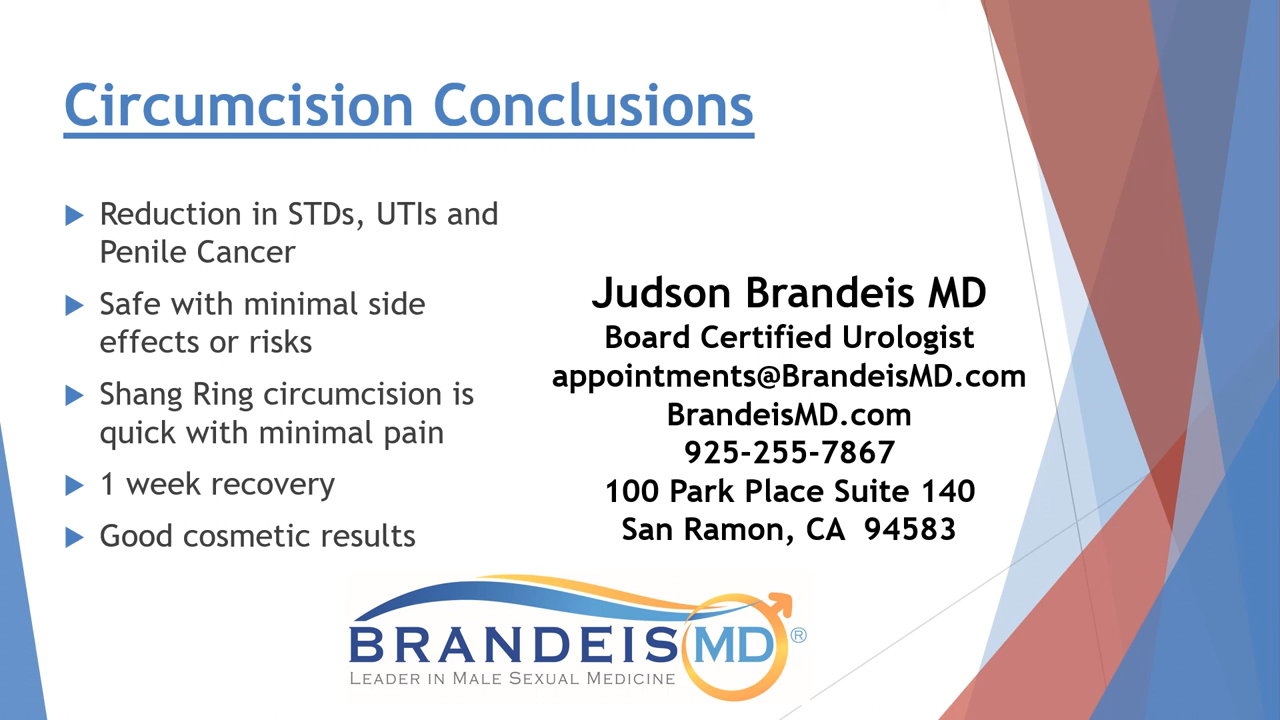 Circumcision Conclusions
Reduction in STDs, UTIs and
Penile Cancer
Safe with minimal side
effects or risks
Shang Ring circumcision is
quick with minimal pain
1 week recovery
Good cosmetic results
Judson Brandeis MD
Board Certified Urologist
appointments@BrandeisMD.com
BrandeisMD.com
925-255-7867
100 Park Place Suite 140
San Ramon, CA  94583
BRANDEIS MD®
LEADER IN MALE SEXUAL MEDICINE